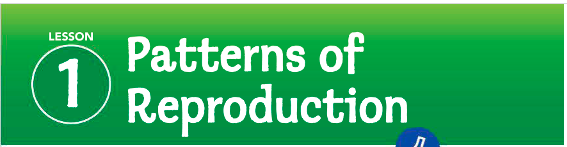 LESSON
1
Patterns of
Reproduction